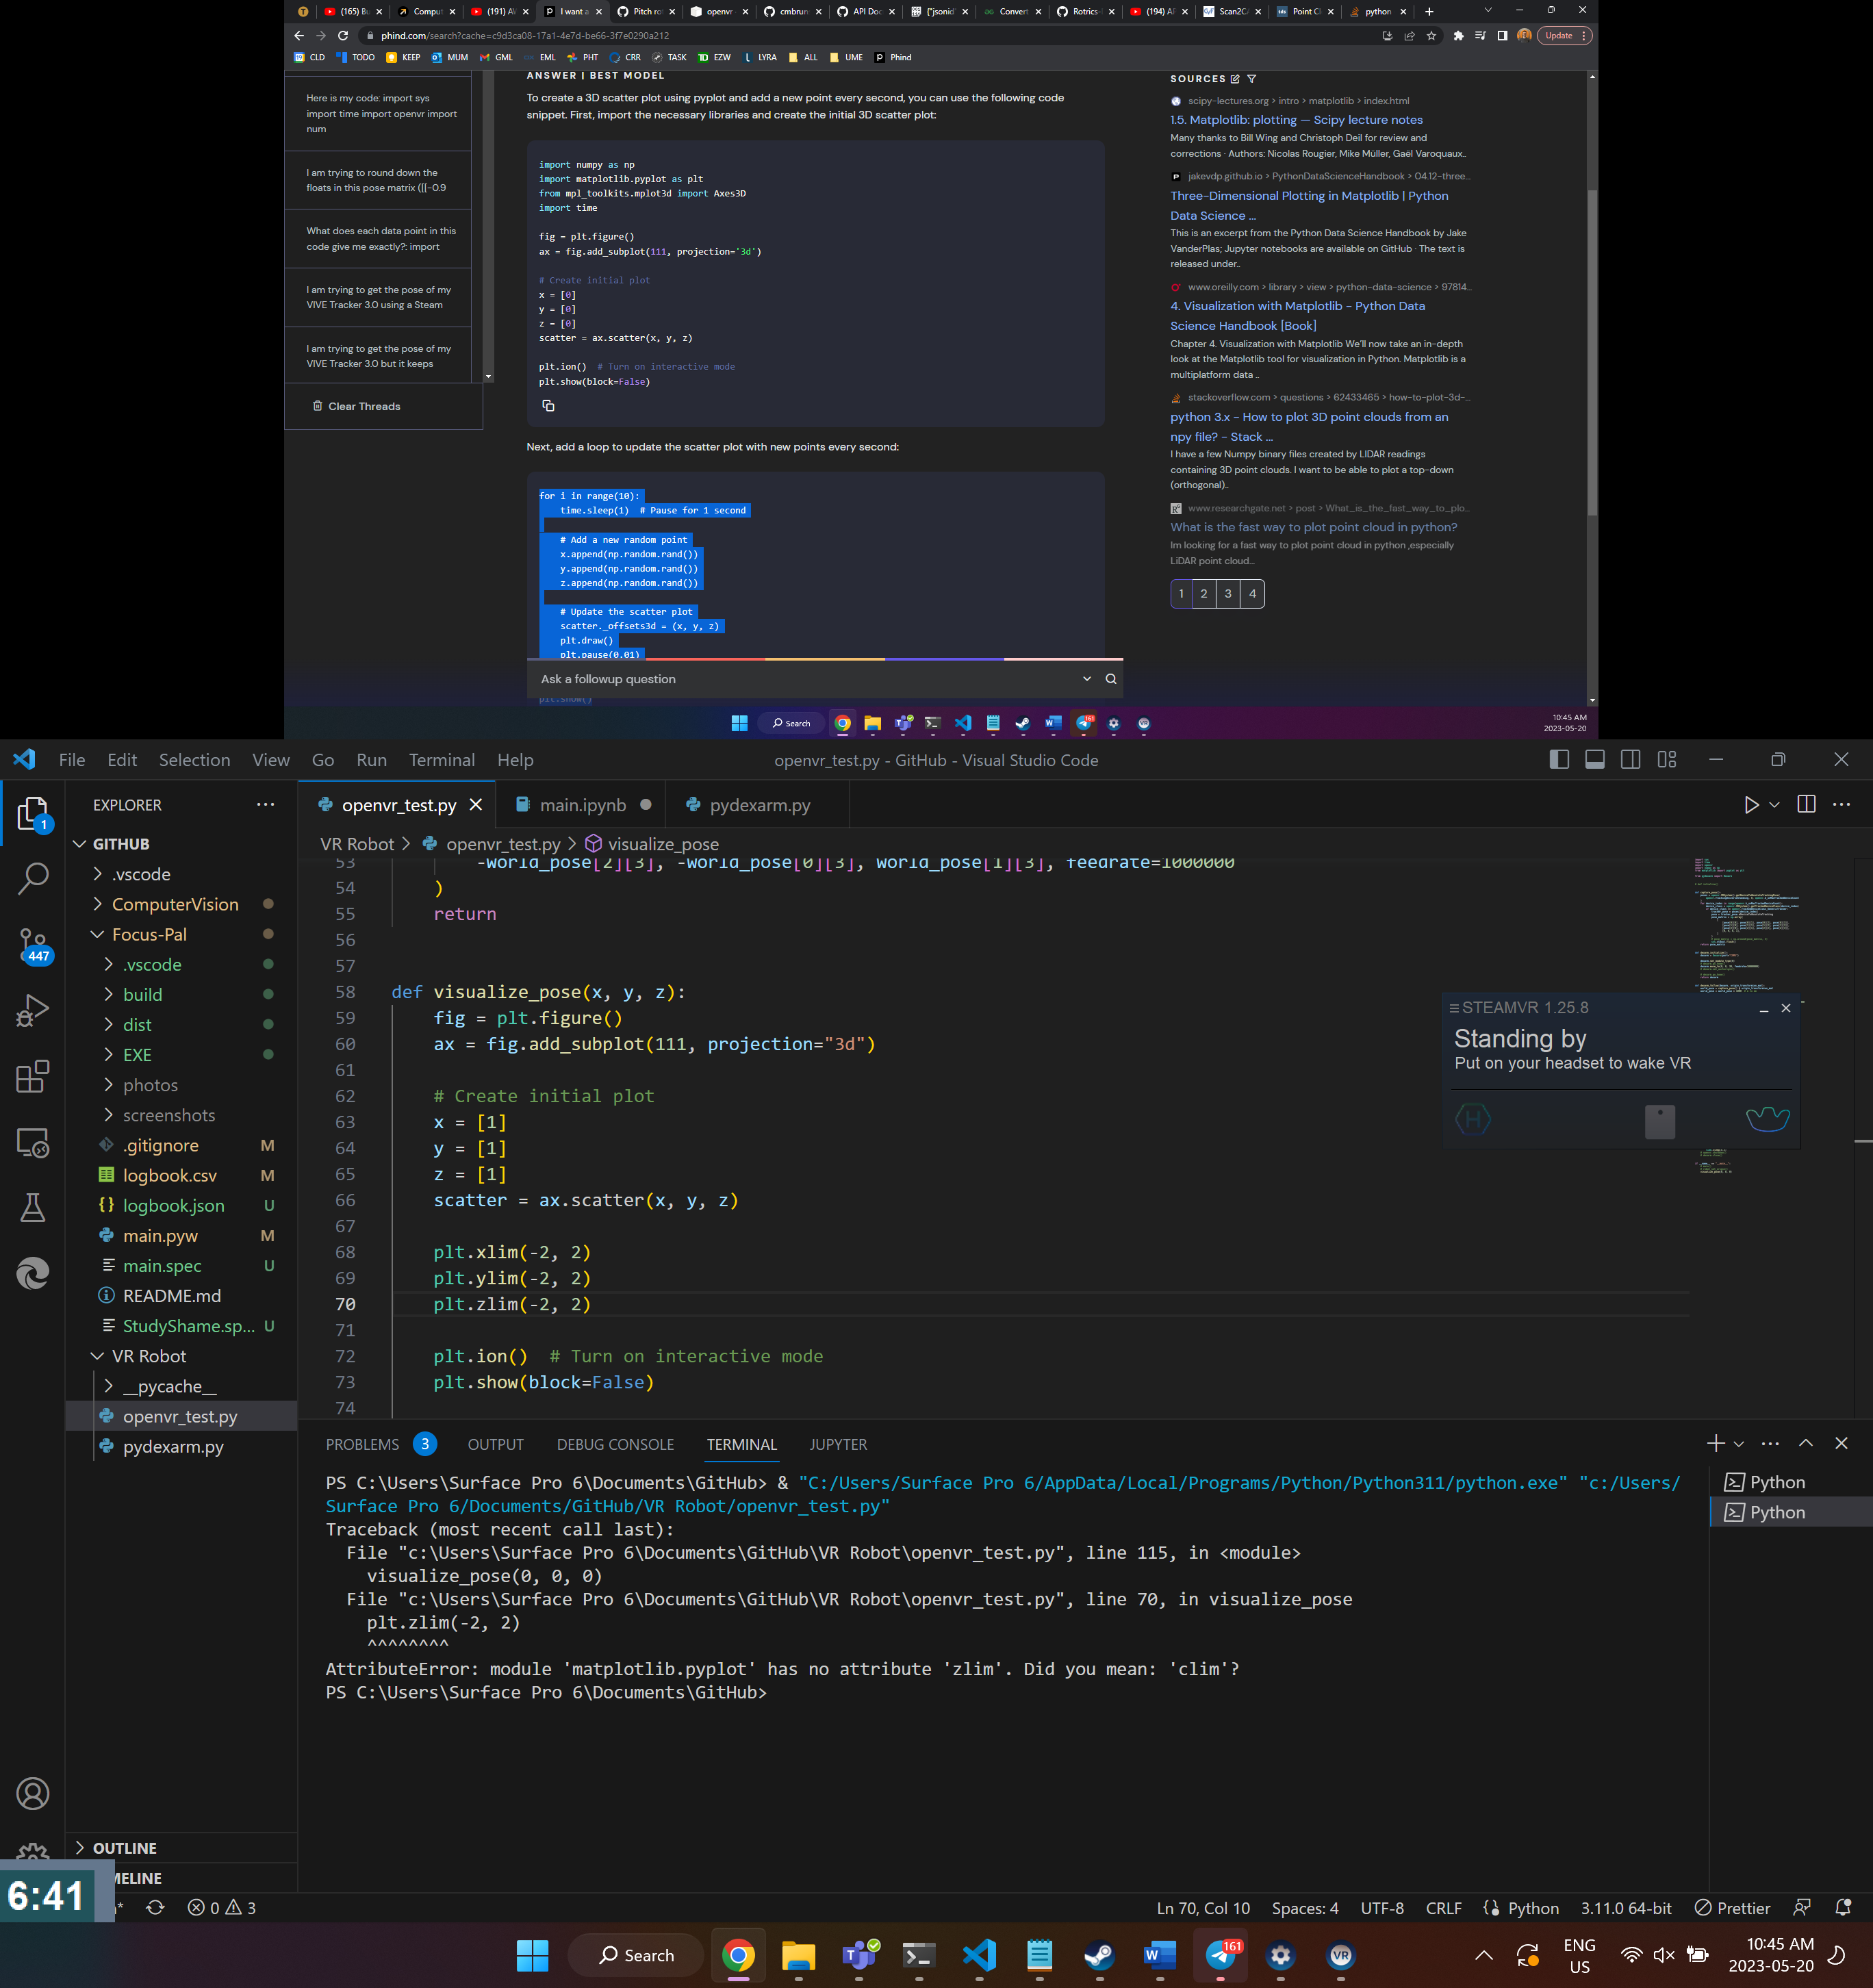 (165) Bu
Comput
(191) AV
I want a
Pitch ro
openvr
cmbrun
API Doc
{"jsonid
Convert
Rotrics-
(194) AF
Scan2C
Point Cl
python
phind.com/search?cache=c9d3ca08-17a1-4e7d-be66-3f7e0290a212
Update
CLD TODO KEEP MUM GML EML PHT CRR TASK EZW LYRA ALL UME Phind
Here is my code: import sys
import time import openvr import
num
I am trying to round down the
floats in this pose matrix ([[-0.9
What does each data point in this
code give me exactly?: import
I am trying to get the pose of my
VIVE Tracker 3.0 using a Steam
I am trying to get the pose of my
VIVE Tracker 3.0 but it keeps
Clear Threads
ANSWER | BEST MODEL
To create a 3D scatter plot using pyplot and add a new point every second, you can use the following code
snippet. First, import the necessary libraries and create the initial 3D scatter plot:
import numpy as np
import matplotlib.pyplot as plt
from mpl_toolkits.mplot3d import Axes3D
import time
fig = plt.figure()
ax = fig.add_subplot(111, projection='3d')
# Create initial plot
x = [0]
y = [0]
z = [0]
scatter = ax.scatter(x, y, z)
plt.ion()  # Turn on interactive mode
plt.show(block=False)
Next, add a loop to update the scatter plot with new points every second:
for i in range(10):
    time.sleep(1)  # Pause for 1 second
    # Add a new random point
    x.append(np.random.rand())
    y.append(np.random.rand())
    z.append(np.random.rand())
    # Update the scatter plot
    scatter._offsets3d = (x, y, z)
    plt.draw()
    plt.pause(0.01)
Ask a followup question
plt.show()
SOURCES
scipy-lectures.org > intro > matplotlib > index.html
1.5. Matplotlib: plotting — Scipy lecture notes
Many thanks to Bill Wing and Christoph Deil for review and
corrections · Authors: Nicolas Rougier, Mike Müller, Gaël Varoquaux..
jakevdp.github.io > PythonDataScienceHandbook > 04.12-three...
Three-Dimensional Plotting in Matplotlib | Python
Data Science ...
This is an excerpt from the Python Data Science Handbook by Jake
VanderPlas; Jupyter notebooks are available on GitHub · The text is
released under..
www.oreilly.com > library > view > python-data-science > 97814...
4. Visualization with Matplotlib - Python Data
Science Handbook [Book]
Chapter 4. Visualization with Matplotlib We'll now take an in-depth
look at the Matplotlib tool for visualization in Python. Matplotlib is a
multiplatform data ..
stackoverflow.com > questions > 62433465 > how-to-plot-3d-...
python 3.x - How to plot 3D point clouds from an
npy file? - Stack ...
I have a few Numpy binary files created by LIDAR readings
containing 3D point clouds. I want to be able to plot a top-down
(orthogonal)..
www.researchgate.net > post > What_is_the_fast_way_to_plo...
What is the fast way to plot point cloud in python?
Im looking for a fast way to plot point cloud in python ,especially
LiDAR point cloud...
1 2 3 4
Search
10:45 AM
2023-05-20
File Edit Selection View Go Run Terminal Help
openvr_test.py - GitHub - Visual Studio Code
EXPLORER
GITHUB
.vscode
ComputerVision
Focus-Pal
.vscode
build
dist
EXE
photos
screenshots
.gitignore M
logbook.csv M
logbook.json U
main.pyw M
main.spec U
README.md
StudyShame.sp... U
VR Robot
__pycache__
openvr_test.py
pydexarm.py
OUTLINE
MELINE
1
447
openvr_test.py
main.ipynb
pydexarm.py
VR Robot > openvr_test.py > visualize_pose
53 -world_pose[2][3], -world_pose[0][3], world_pose[1][3], feedrate=1000000
54 )
55 return
56
57
58 def visualize_pose(x, y, z):
59 fig = plt.figure()
60 ax = fig.add_subplot(111, projection="3d")
61
62 # Create initial plot
63 x = [1]
64 y = [1]
65 z = [1]
66 scatter = ax.scatter(x, y, z)
67
68 plt.xlim(-2, 2)
69 plt.ylim(-2, 2)
70 plt.zlim(-2, 2)
71
72 plt.ion()  # Turn on interactive mode
73 plt.show(block=False)
74
STEAMVR 1.25.8
Standing by
Put on your headset to wake VR
PROBLEMS 3 OUTPUT DEBUG CONSOLE TERMINAL JUPYTER
PS C:\Users\Surface Pro 6\Documents\GitHub> & "C:/Users/Surface Pro 6/AppData/Local/Programs/Python/Python311/python.exe" "c:/Users/
Surface Pro 6/Documents/GitHub/VR Robot/openvr_test.py"
Traceback (most recent call last):
  File "c:\Users\Surface Pro 6\Documents\GitHub\VR Robot\openvr_test.py", line 115, in <module>
    visualize_pose(0, 0, 0)
  File "c:\Users\Surface Pro 6\Documents\GitHub\VR Robot\openvr_test.py", line 70, in visualize_pose
    plt.zlim(-2, 2)
    ^^^^^^^^
AttributeError: module 'matplotlib.pyplot' has no attribute 'zlim'. Did you mean: 'clim'?
PS C:\Users\Surface Pro 6\Documents\GitHub>
Python
Python
6:41
0 3
Ln 70, Col 10 Spaces: 4 UTF-8 CRLF Python 3.11.0 64-bit Prettier
Search
161
ENG
US
10:45 AM
2023-05-20